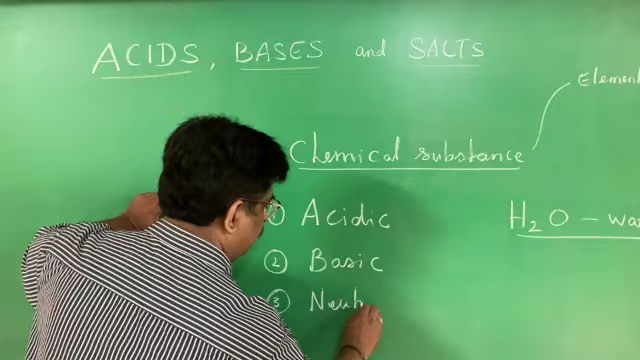 ACIDS, BASES and SALTS
Element
Chemical substance
① Acidic
H₂O – wa
② Basic
③ Neut